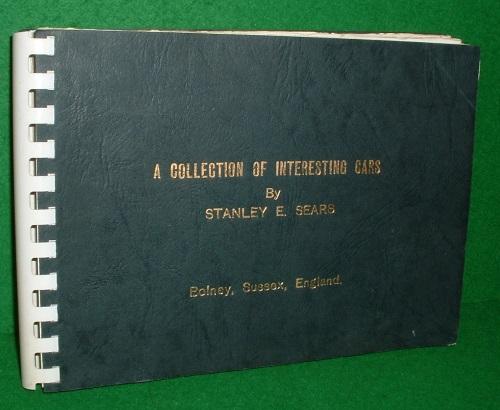 A COLLECTION OF INTERESTING CARS
By
STANLEY E. SEARS
Bolney, Sussex, England.